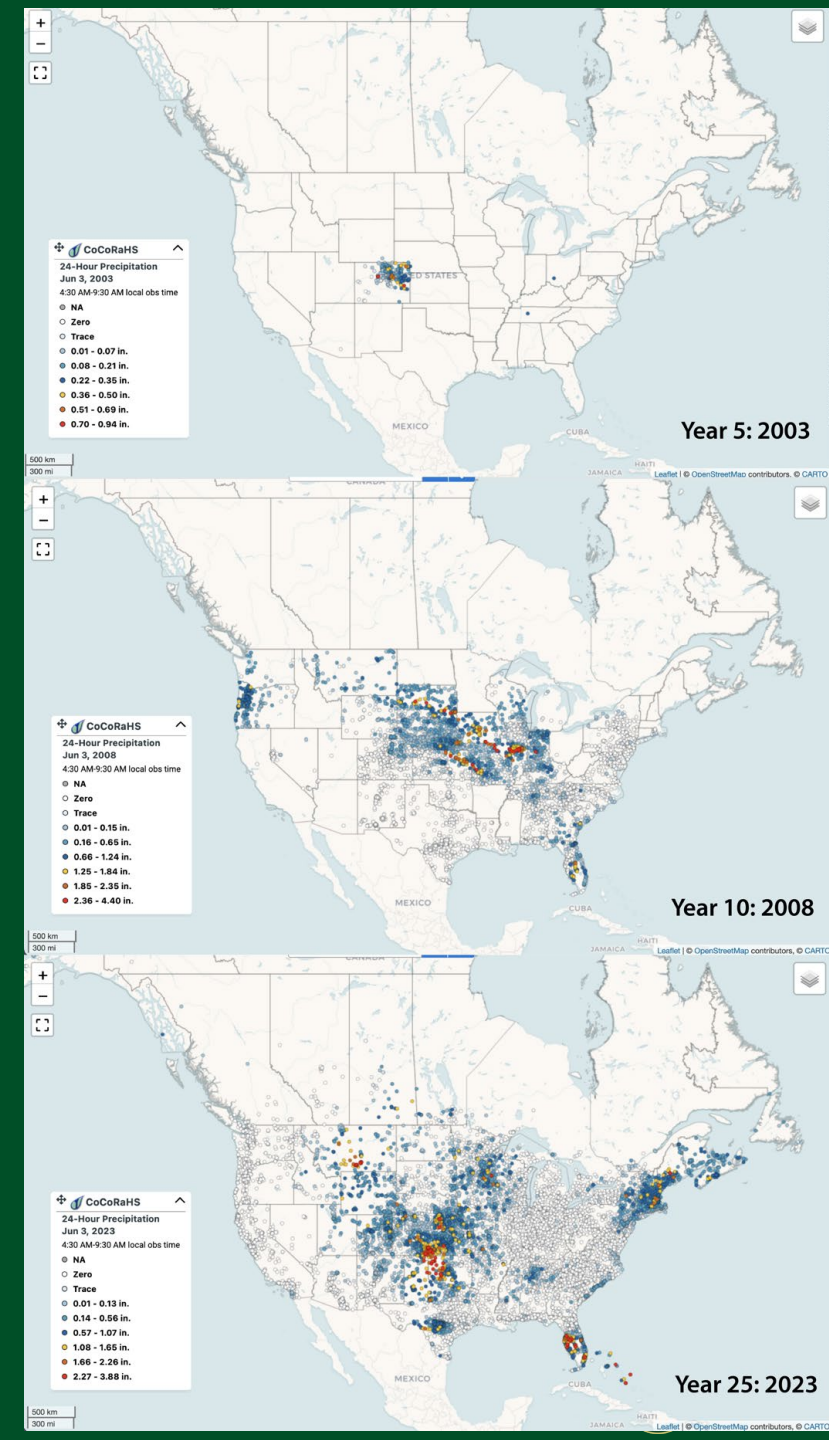 +
−
CoCoRaHS
24-Hour Precipitation
Jun 3, 2003
4:30 AM-9:30 AM local obs time
NA
Zero
Trace
0.01 - 0.07 in.
0.08 - 0.21 in.
0.22 - 0.35 in.
0.36 - 0.50 in.
0.51 - 0.69 in.
0.70 - 0.94 in.
ED STATES
MEXICO
CUBA
HAITI
JAMAICA
Year 5: 2003
500 km
300 mi
Leaflet | © OpenStreetMap contributors, © CARTO
+
−
CANADA
CoCoRaHS
24-Hour Precipitation
Jun 3, 2008
4:30 AM-9:30 AM local obs time
NA
Zero
Trace
0.01 - 0.15 in.
0.16 - 0.65 in.
0.66 - 1.24 in.
1.25 - 1.84 in.
1.85 - 2.35 in.
2.36 - 4.40 in.
MEXICO
CUBA
HAITI
JAMAICA
Year 10: 2008
500 km
300 mi
Leaflet | © OpenStreetMap contributors, © CARTO
+
−
CANADA
CoCoRaHS
24-Hour Precipitation
Jun 3, 2023
4:30 AM-9:30 AM local obs time
NA
Zero
Trace
0.01 - 0.13 in.
0.14 - 0.56 in.
0.57 - 1.07 in.
1.08 - 1.65 in.
1.66 - 2.26 in.
2.27 - 3.88 in.
MEXICO
CUBA
HAITI
JAMAICA
Year 25: 2023
500 km
300 mi
Leaflet | © OpenStreetMap contributors, © CARTO